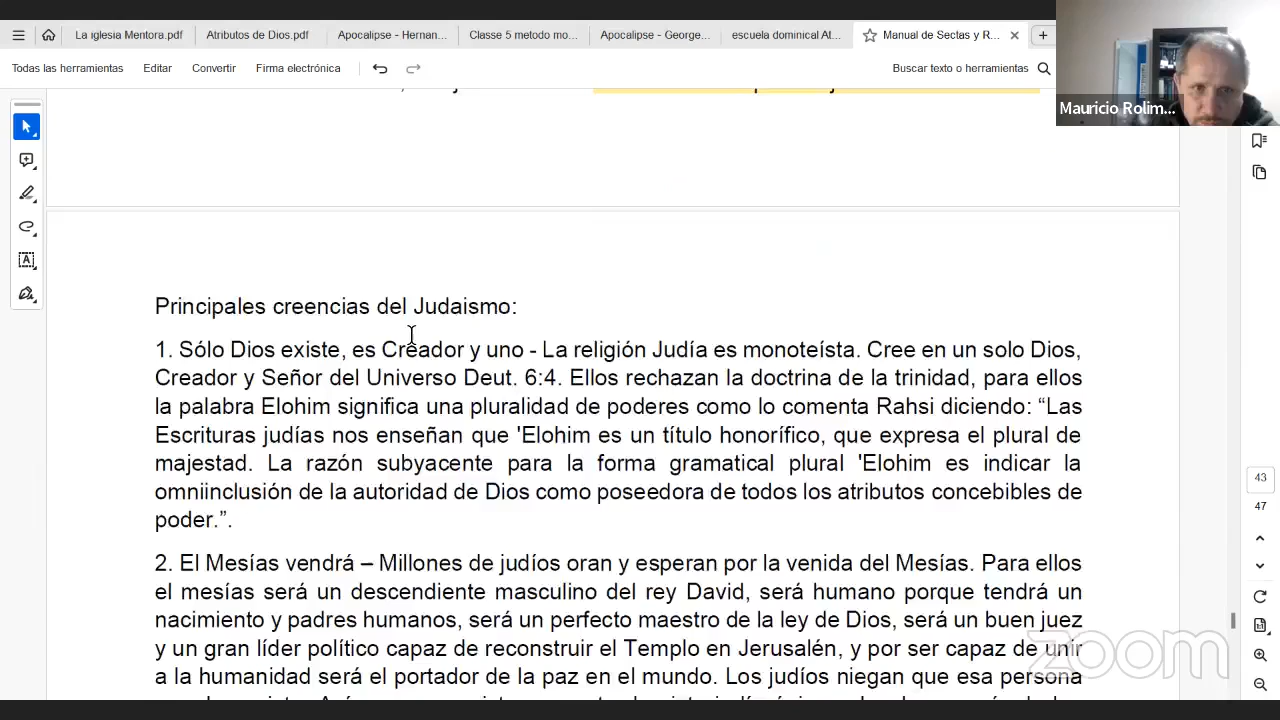 La iglesia Mentora.pdf
Atributos de Dios.pdf
Apocalipse - Hernan...
Classe 5 metodo mo...
Apocalipse - George...
escuela dominical At...
Manual de Sectas y R...
Todas las herramientas
Editar
Convertir
Firma electrónica
Buscar texto o herramientas
Mauricio Rolim...
Principales creencias del Judaismo:
1. Sólo Dios existe, es Creador y uno - La religión Judía es monoteísta. Cree en un solo Dios,
Creador y Señor del Universo Deut. 6:4. Ellos rechazan la doctrina de la trinidad, para ellos
la palabra Elohim significa una pluralidad de poderes como lo comenta Rahsi diciendo: “Las
Escrituras judías nos enseñan que 'Elohim es un título honorífico, que expresa el plural de
majestad. La razón subyacente para la forma gramatical plural 'Elohim es indicar la
omniinclusión de la autoridad de Dios como poseedora de todos los atributos concebibles de
poder.”.
2. El Mesías vendrá – Millones de judíos oran y esperan por la venida del Mesías. Para ellos
el mesías será un descendiente masculino del rey David, será humano porque tendrá un
nacimiento y padres humanos, será un perfecto maestro de la ley de Dios, será un buen juez
y un gran líder político capaz de reconstruir el Templo en Jerusalén, y por ser capaz de unir
a la humanidad será el portador de la paz en el mundo. Los judíos niegan que esa persona
43
47
zoom